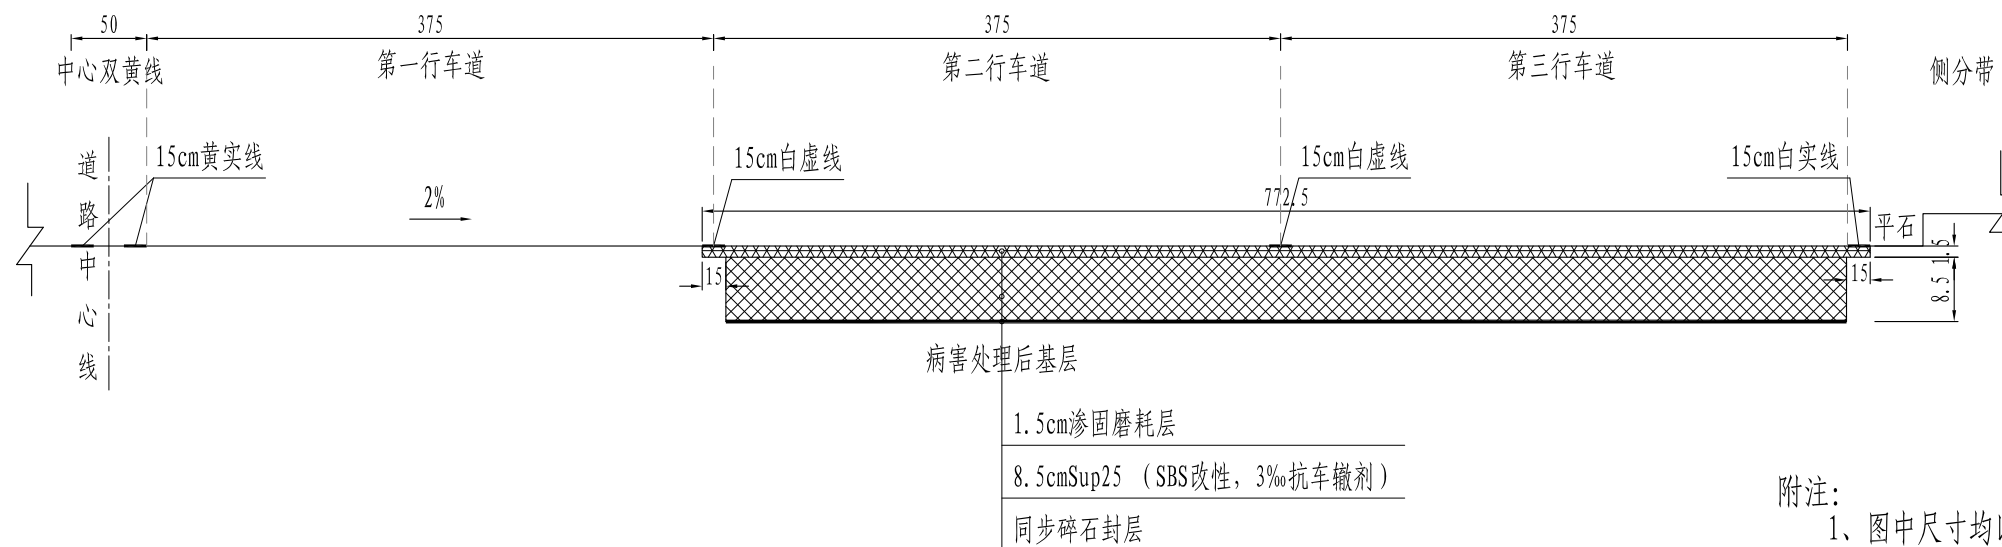 50 375 375 375
中心双黄线 第一行车道 第二行车道 第三行车道 侧分带
15cm黄实线 15cm白虚线 15cm白虚线 15cm白实线
道路中心线
2%
772.5
平石
1.5
15 15
8.5
病害处理后基层
1.5cm渗固磨耗层
8.5cmSup25 （SBS改性，3‰抗车辙剂）
同步碎石封层
附注：
1、图中尺寸均